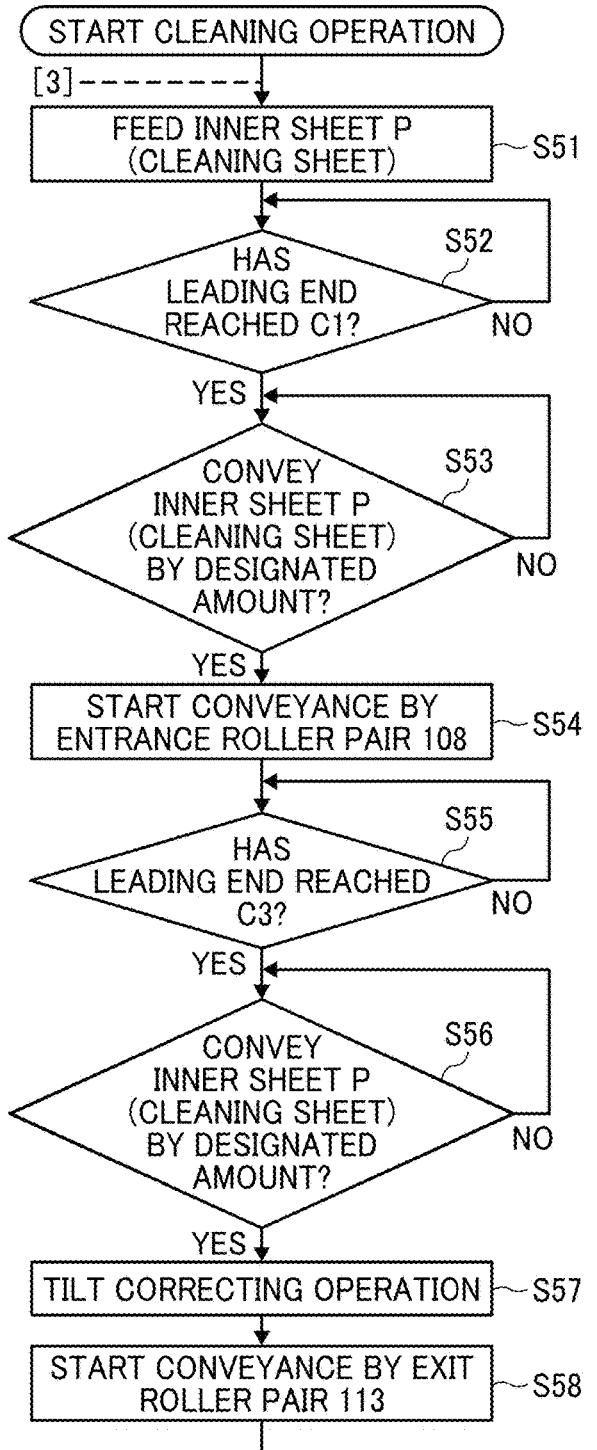 START CLEANING OPERATION
[3]
FEED INNER SHEET P
(CLEANING SHEET)
S51
S52
HAS
LEADING END
REACHED C1?
NO
YES
S53
CONVEY
INNER SHEET P
(CLEANING SHEET)
BY DESIGNATED
AMOUNT?
NO
YES
START CONVEYANCE BY
ENTRANCE ROLLER PAIR 108
S54
S55
HAS
LEADING END REACHED
C3?
NO
YES
S56
CONVEY
INNER SHEET P
(CLEANING SHEET)
BY DESIGNATED
AMOUNT?
NO
YES
TILT CORRECTING OPERATION
S57
START CONVEYANCE BY EXIT
ROLLER PAIR 113
S58